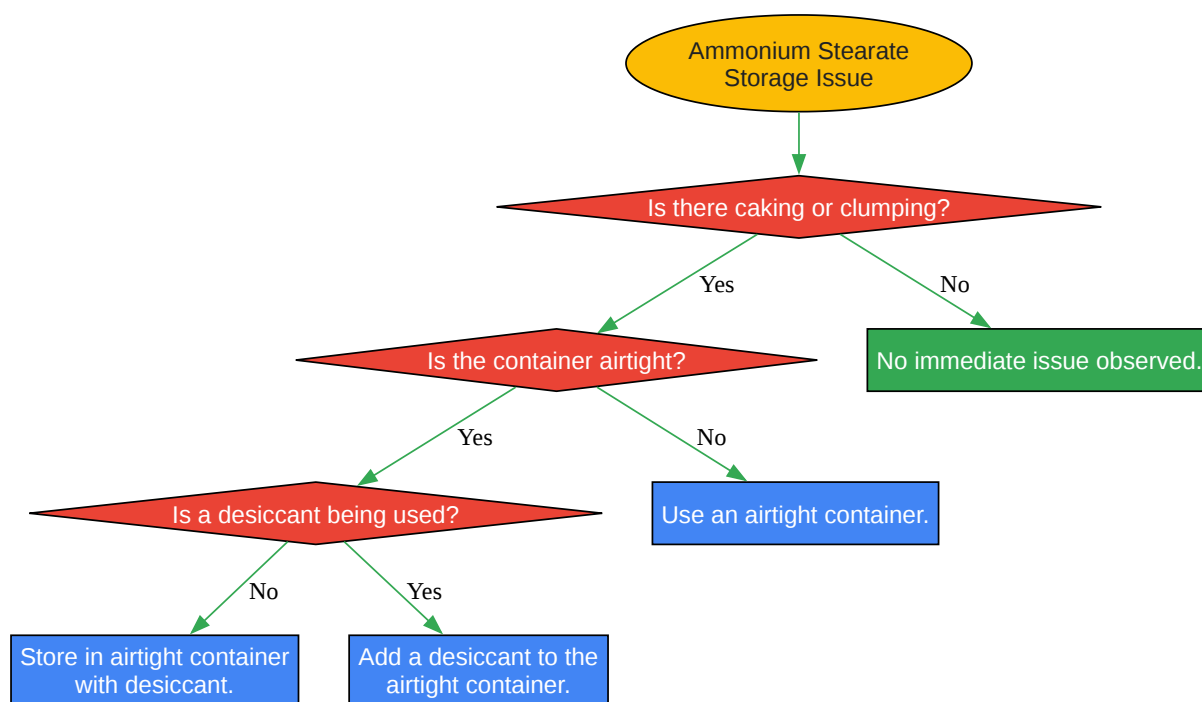 Ammonium Stearate
Storage Issue
Is there caking or clumping?
Yes
No
Is the container airtight?
No immediate issue observed.
Yes
No
Is a desiccant being used?
Use an airtight container.
No
Yes
Store in airtight container
with desiccant.
Add a desiccant to the
airtight container.